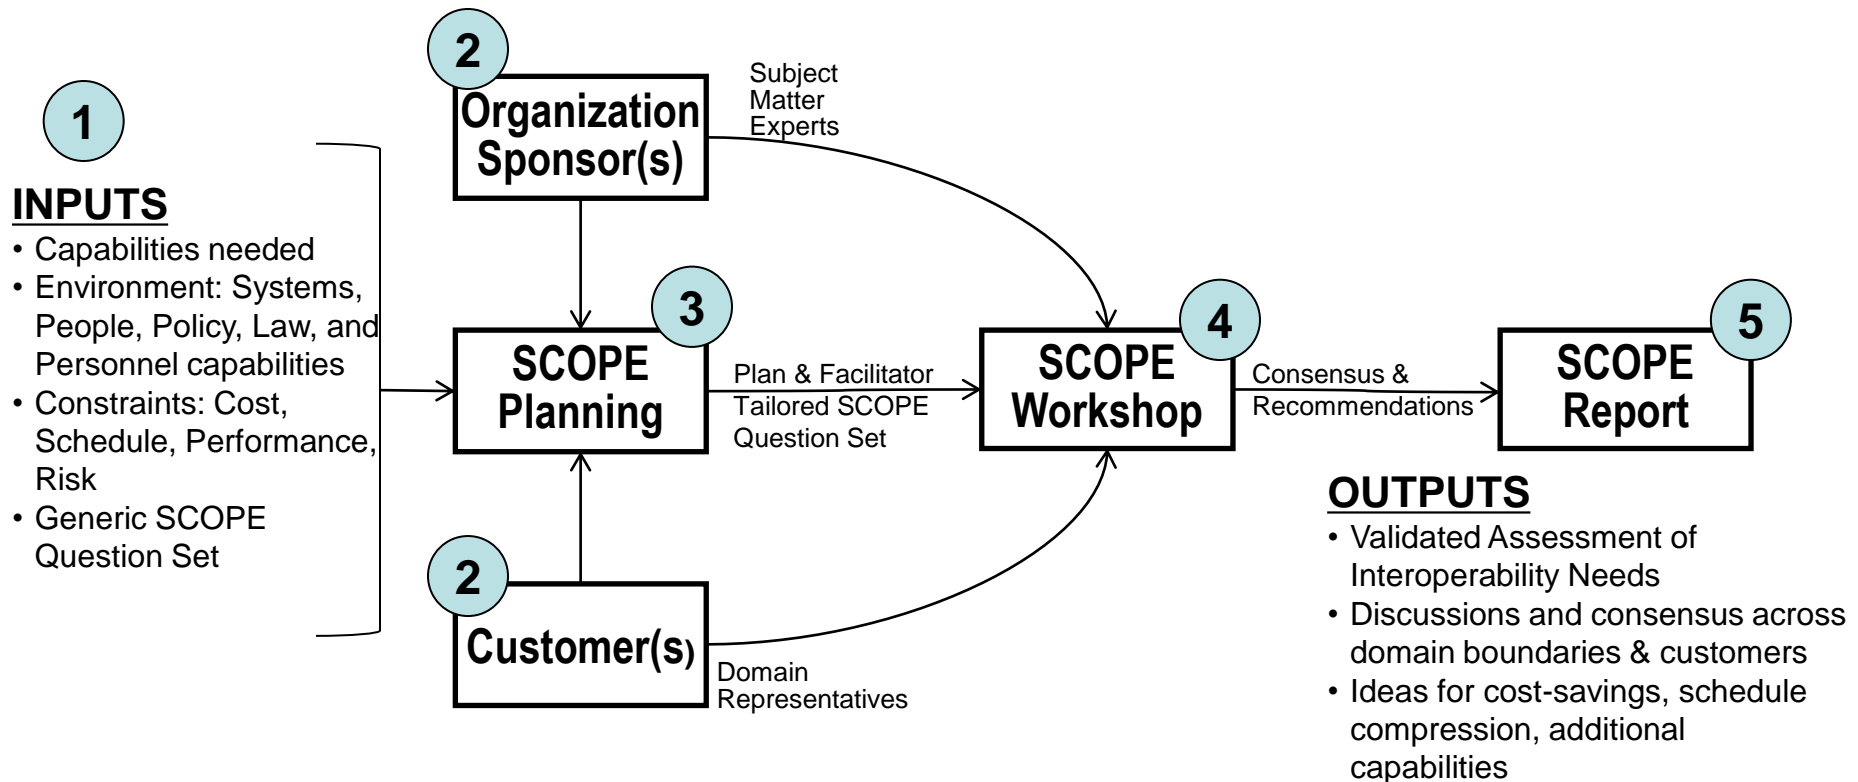 1
INPUTS
• Capabilities needed
• Environment: Systems,
People, Policy, Law, and
Personnel capabilities
• Constraints: Cost,
Schedule, Performance,
Risk
• Generic SCOPE
Question Set
2
Organization
Sponsor(s)
Subject
Matter
Experts
3
SCOPE
Planning
Plan & Facilitator
Tailored SCOPE
Question Set
2
Customer(s)
Domain
Representatives
4
SCOPE
Workshop
Consensus &
Recommendations
5
SCOPE
Report
OUTPUTS
• Validated Assessment of
Interoperability Needs
• Discussions and consensus across
domain boundaries & customers
• Ideas for cost-savings, schedule
compression, additional
capabilities